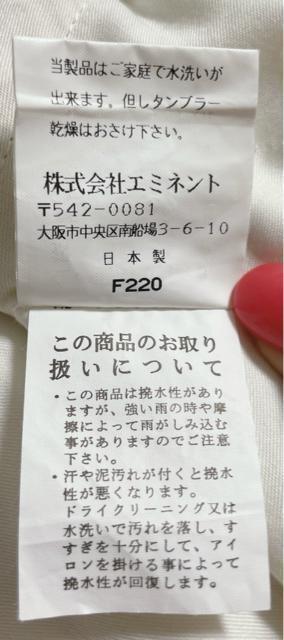 当製品はご家庭で水洗いが
出来ます。但しタンブラー
乾燥はおさけ下さい。
株式会社エミネント
〒542-0081
大阪市中央区南船場3-6-10
日本製
F220
この商品のお取り
扱いについて
・この商品は撓水性があり
ますが、強い雨の時や摩
擦によって雨がしみ込む
事がありますのでご注意
下さい。
・汗や泥汚れが付くと撓水
性が悪くなります。
ドライクリーニング又は
水洗いで汚れを落し、す
すぎを十分にして、アイ
ロンを掛ける事によって
撓水性が回復します。